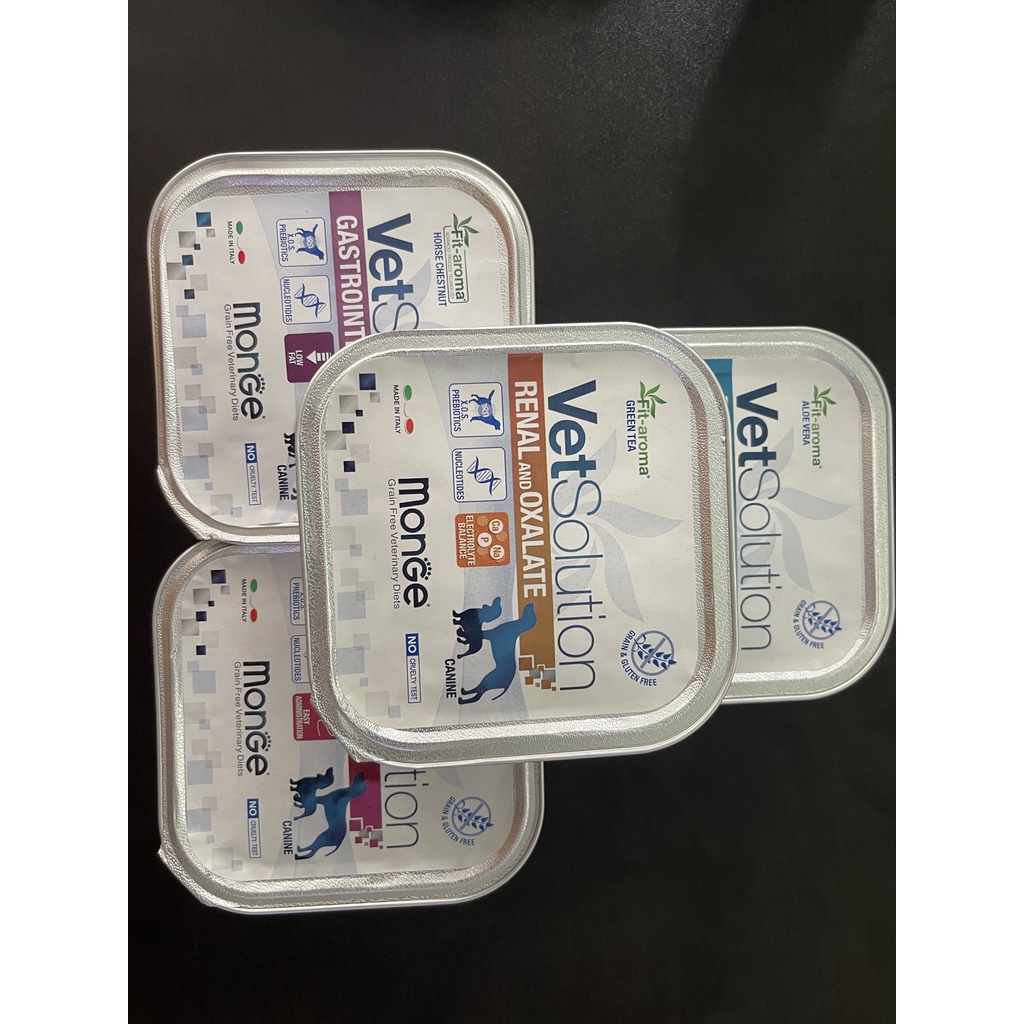 Fit-aroma®
HORSE CHESTNUT
VetS
GASTROINT
X.O.S.
PREBIOTICS
NUCLEOTIDES
LOW
FAT
MADE IN ITALY
monge
Grain Free Veterinary Diets
NO CRUELTY TEST
CANINE
Fit-aroma®
GREEN TEA
VetSolution
RENAL AND OXALATE
X.O.S.
PREBIOTICS
NUCLEOTIDES
Ca
Na
P
ELECTROLYTE
BALANCE
MADE IN ITALY
monge®
Grain Free Veterinary Diets
NO CRUELTY TEST
CANINE
GRAIN & GLUTEN FREE
Fit-aroma®
ALOE VERA
VetSolution
GRAIN & GLUTEN FREE
tion
PREBIOTICS
NUCLEOTIDES
EASY
ADMINISTRATION
MADE IN ITALY
monge®
Grain Free Veterinary Diets
NO CRUELTY TEST
CANINE
GRAIN & GLUTEN FREE